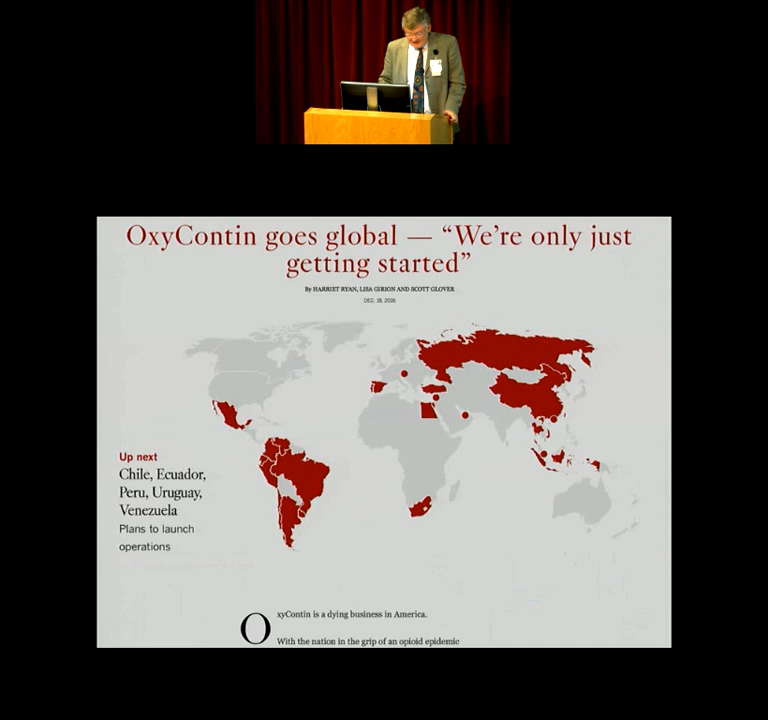 OxyContin goes global — “We’re only just
getting started”
By HARRIET RYAN, LISA GIRION AND SCOTT GLOVER
DEC. 18, 2016
Up next
Chile, Ecuador,
Peru, Uruguay,
Venezuela
Plans to launch
operations
OxyContin is a dying business in America.
With the nation in the grip of an opioid epidemic